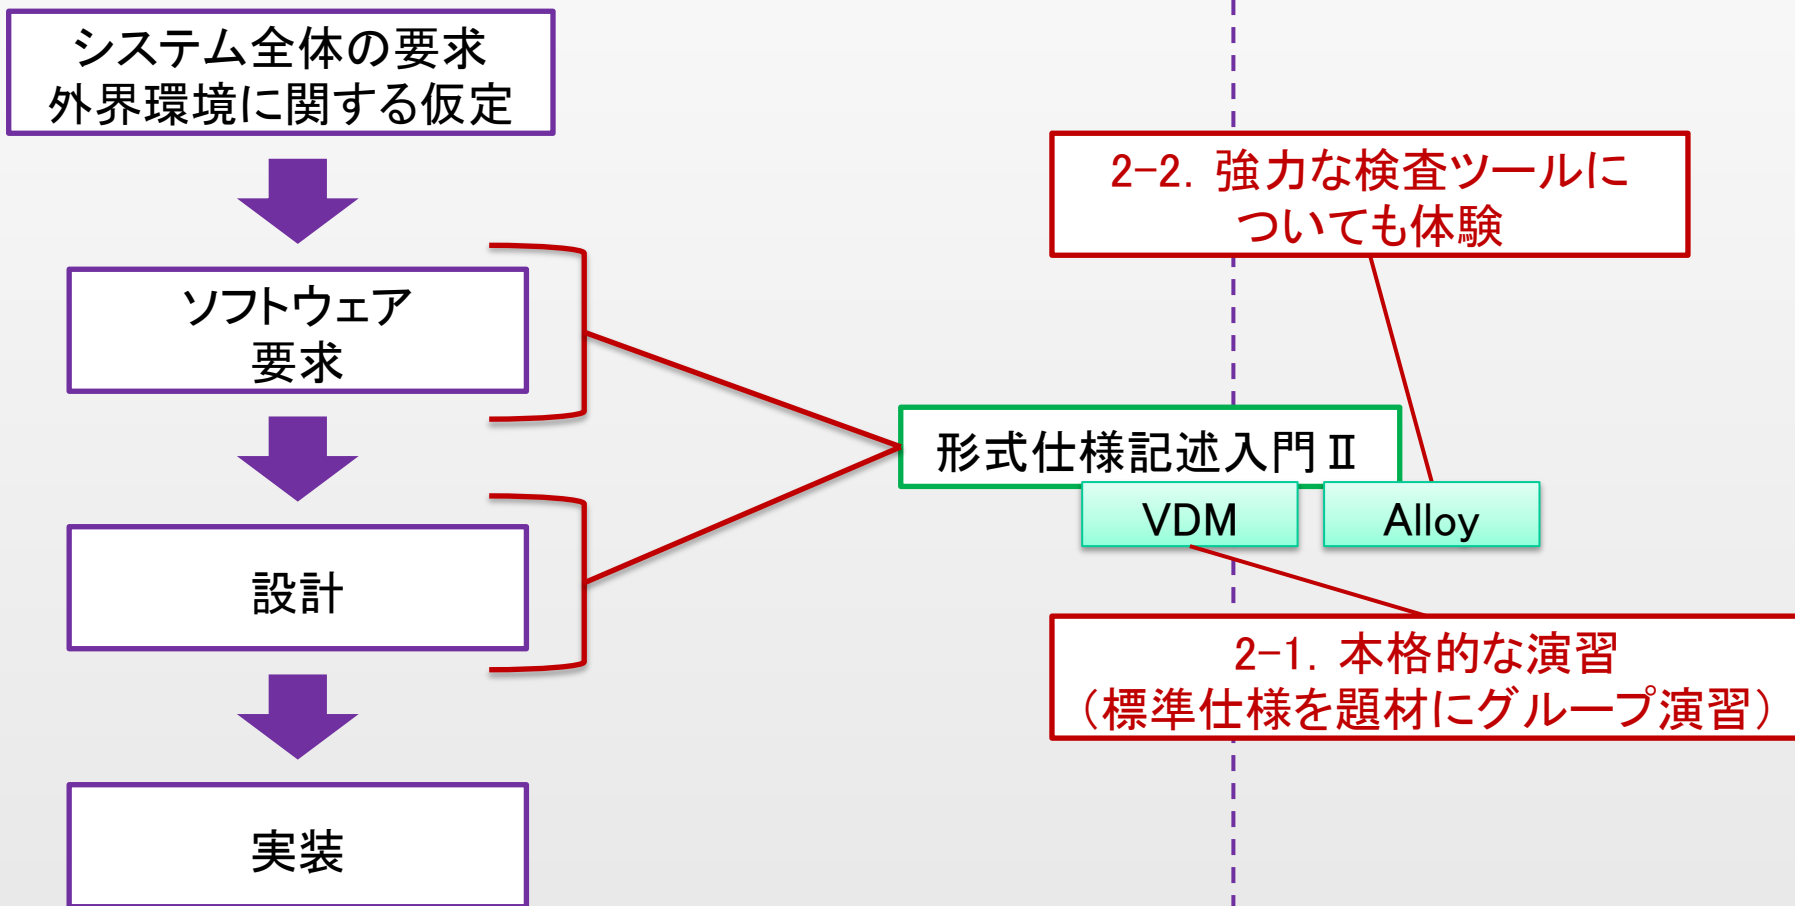 システム全体の要求
外界環境に関する仮定
ソフトウェア
要求
設計
実装
2-2. 強力な検査ツールに
ついても体験
形式仕様記述入門Ⅱ
VDM
Alloy
2-1. 本格的な演習
(標準仕様を題材にグループ演習)